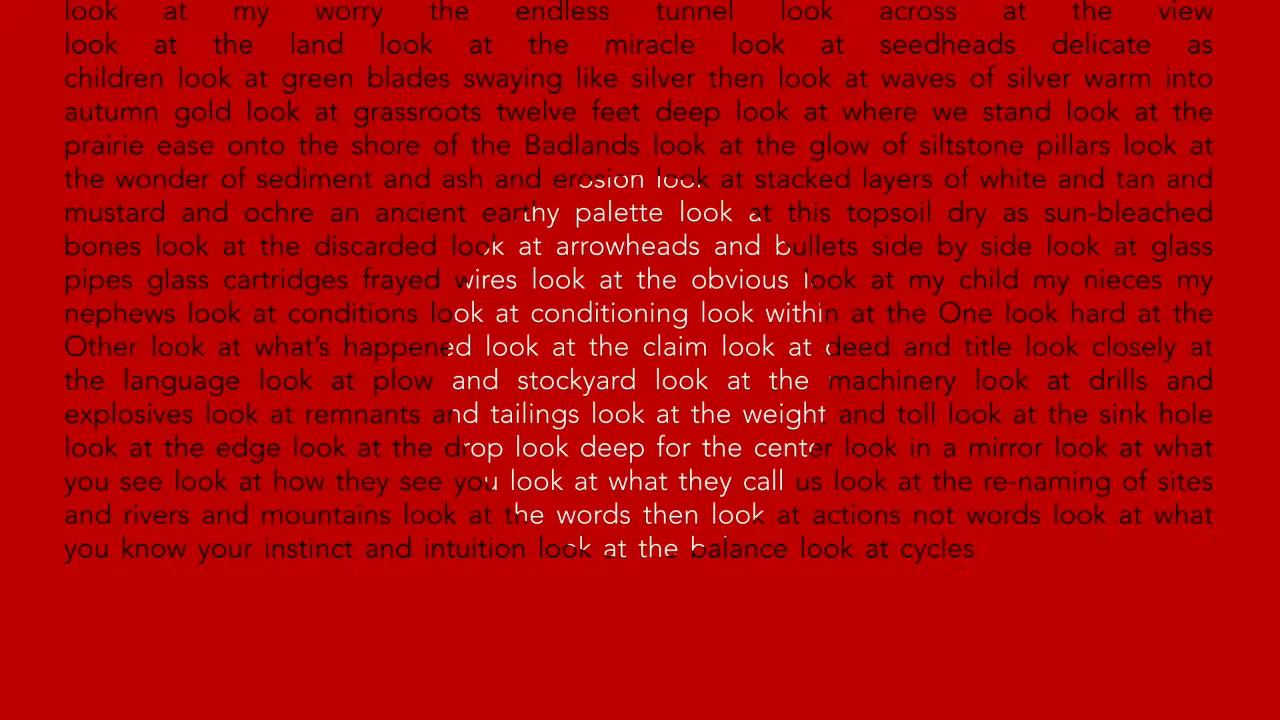 look at my worry the endless tunnel look across at the view
look at the land look at the miracle look at seedheads delicate as
children look at green blades swaying like silver then look at waves of silver warm into
autumn gold look at grassroots twelve feet deep look at where we stand look at the
prairie ease onto the shore of the Badlands look at the glow of siltstone pillars look at
the wonder of sediment and ash and erosion look at stacked layers of white and tan and
mustard and ochre an ancient earthy palette look at this topsoil dry as sun-bleached
bones look at the discarded look at arrowheads and bullets side by side look at glass
pipes glass cartridges frayed wires look at the obvious look at my child my nieces my
nephews look at conditions look at conditioning look within at the One look hard at the
Other look at what’s happened look at the claim look at deed and title look closely at
the language look at plow and stockyard look at the machinery look at drills and
explosives look at remnants and tailings look at the weight and toll look at the sink hole
look at the edge look at the drop look deep for the center look in a mirror look at what
you see look at how they see you look at what they call us look at the re-naming of sites
and rivers and mountains look at the words then look at actions not words look at what
you know your instinct and intuition look at the balance look at cycles